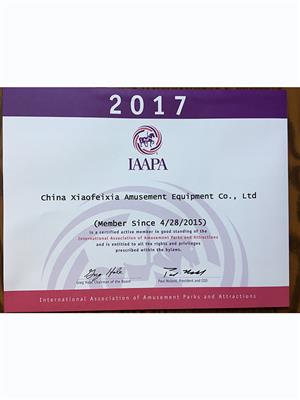 2017
IAAPA
China Xiaofeixia Amusement Equipment Co., Ltd
(Member Since 4/28/2015)
is a certified active member in good standing of the
International Association of Amusement Parks and Attractions
and is entitled to all the rights and privileges
prescribed within the bylaws.
Greg Hale, Chairman of the Board
Paul Noland, President and CEO
International Association of Amusement Parks and Attractions